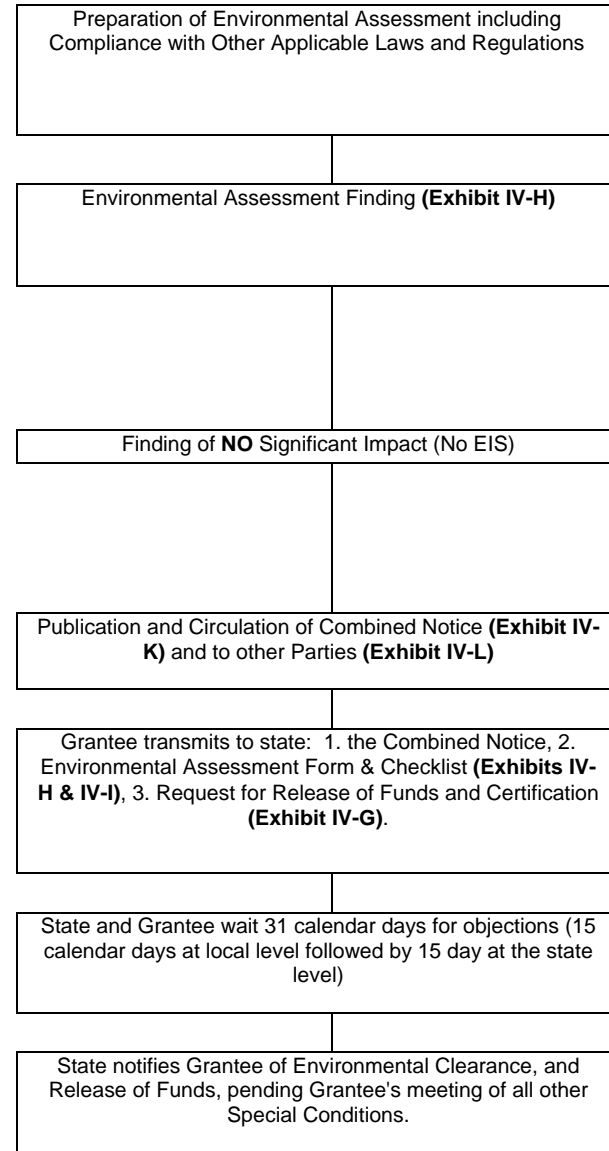 Preparation of Environmental Assessment including
Compliance with Other Applicable Laws and Regulations
Environmental Assessment Finding (Exhibit IV-H)
Finding of NO Significant Impact (No EIS)
Publication and Circulation of Combined Notice (Exhibit IV-
K) and to other Parties (Exhibit IV-L)
Grantee transmits to state:  1. the Combined Notice, 2.
Environmental Assessment Form & Checklist (Exhibits IV-
H & IV-I), 3. Request for Release of Funds and Certification
(Exhibit IV-G).
State and Grantee wait 31 calendar days for objections (15
calendar days at local level followed by 15 day at the state
level)
State notifies Grantee of Environmental Clearance, and
Release of Funds, pending Grantee's meeting of all other
Special Conditions.